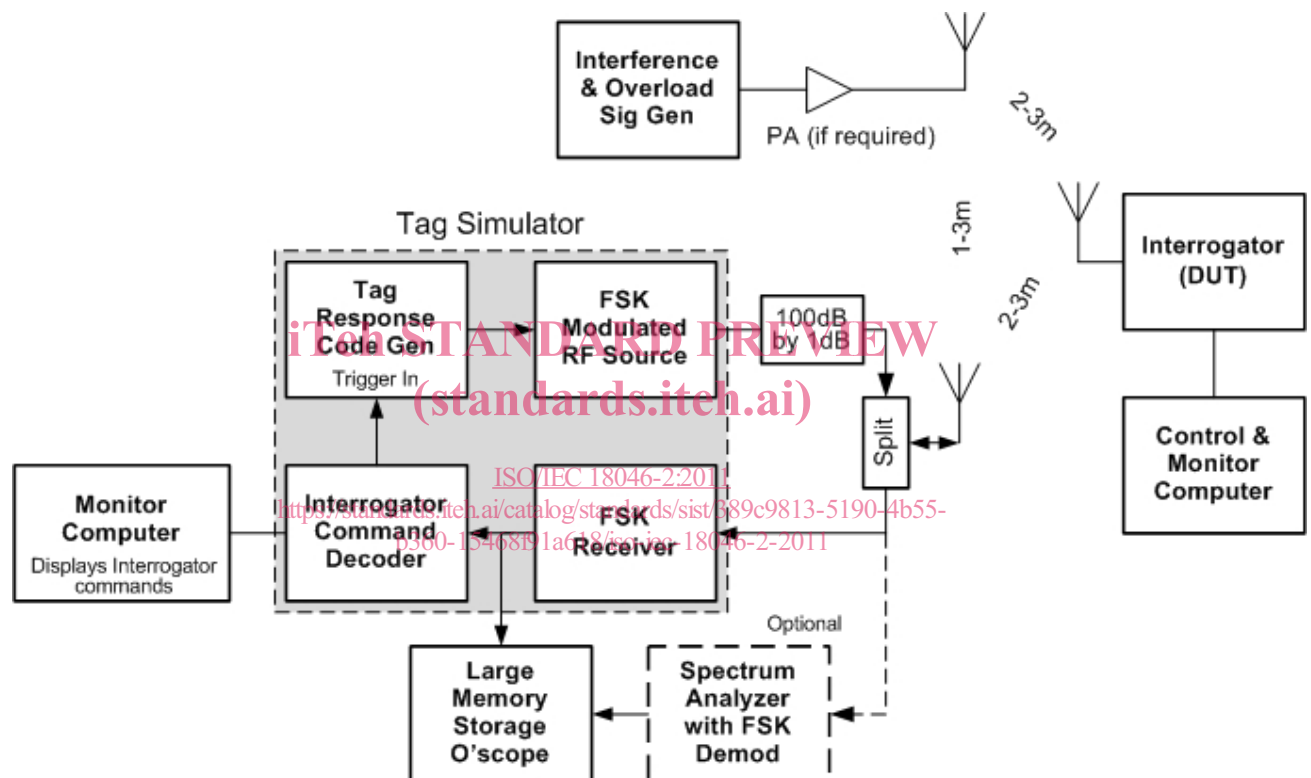 Interference
& Overload
Sig Gen
PA (if required)
2-3m
1-3m
2-3m
Interrogator
(DUT)
Tag Simulator
Tag
Response
Code Gen
Trigger In
FSK
Modulated
RF Source
100dB
by 1dB
iTeh STANDARD PREVIEW
(standards.iteh.ai)
Split
Control &
Monitor
Computer
Monitor
Computer
Displays Interrogator
commands
Interrogator
Command
Decoder
FSK
Receiver
ISO/IEC 18046-2:2011
https://standards.iteh.ai/catalog/standards/sist/389c9813-5190-4b55-
b360-15468f91a618/iso-iec-18046-2-2011
Optional
Large
Memory
Storage
O'scope
Spectrum
Analyzer
with FSK
Demod